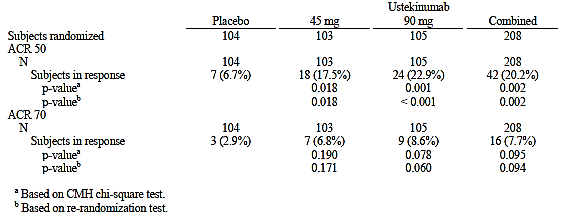 Ustekinumab
Placebo 45 mg 90 mg Combined
Subjects randomized 104 103 105 208
ACR 50
N 104 103 105 208
Subjects in response 7 (6.7%) 18 (17.5%) 24 (22.9%) 42 (20.2%)
p-valueᵃ 0.018 0.001 0.002
p-valueᵇ 0.018 < 0.001 0.002
ACR 70
N 104 103 105 208
Subjects in response 3 (2.9%) 7 (6.8%) 9 (8.6%) 16 (7.7%)
p-valueᵃ 0.190 0.078 0.095
p-valueᵇ 0.171 0.060 0.094
ᵃ Based on CMH chi-square test.
ᵇ Based on re-randomization test.